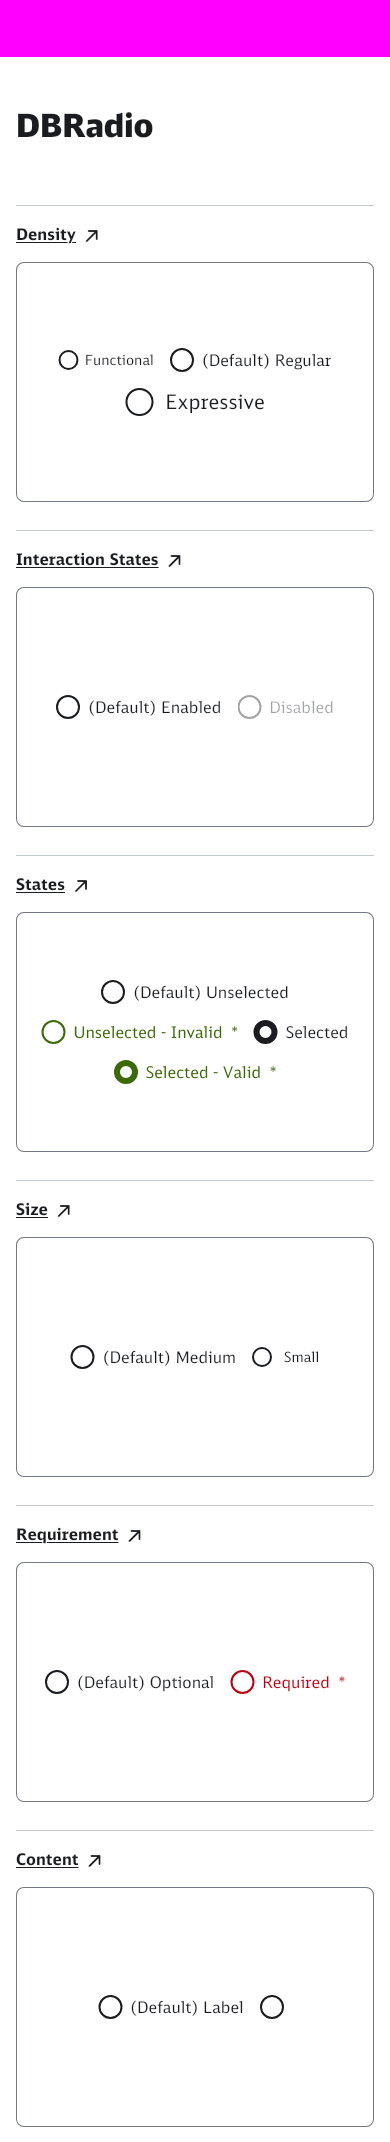 DBRadio
Density
Functional (Default) Regular
Expressive
Interaction States
(Default) Enabled Disabled
States
(Default) Unselected
Unselected - Invalid * Selected
Selected - Valid *
Size
(Default) Medium Small
Requirement
(Default) Optional Required *
Content
(Default) Label